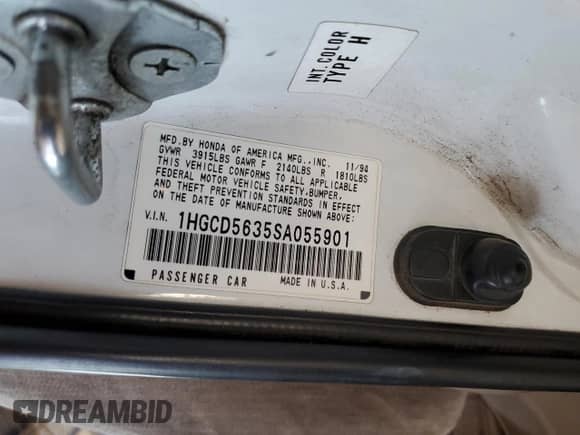 INT. COLOR
TYPE H
MFD. BY HONDA OF AMERICA MFG., INC. 11/94
GVWR 3915LBS GAWR F 2140LBS R 1810LBS
THIS VEHICLE CONFORMS TO ALL APPLICABLE
FEDERAL MOTOR VEHICLE SAFETY, BUMPER,
AND THEFT PREVENTION STANDARDS IN EFFECT
ON THE DATE OF MANUFACTURE SHOWN ABOVE:
V.I.N. 1HGCD5635SA055901
PASSENGER CAR MADE IN U.S.A.
DREAMBID